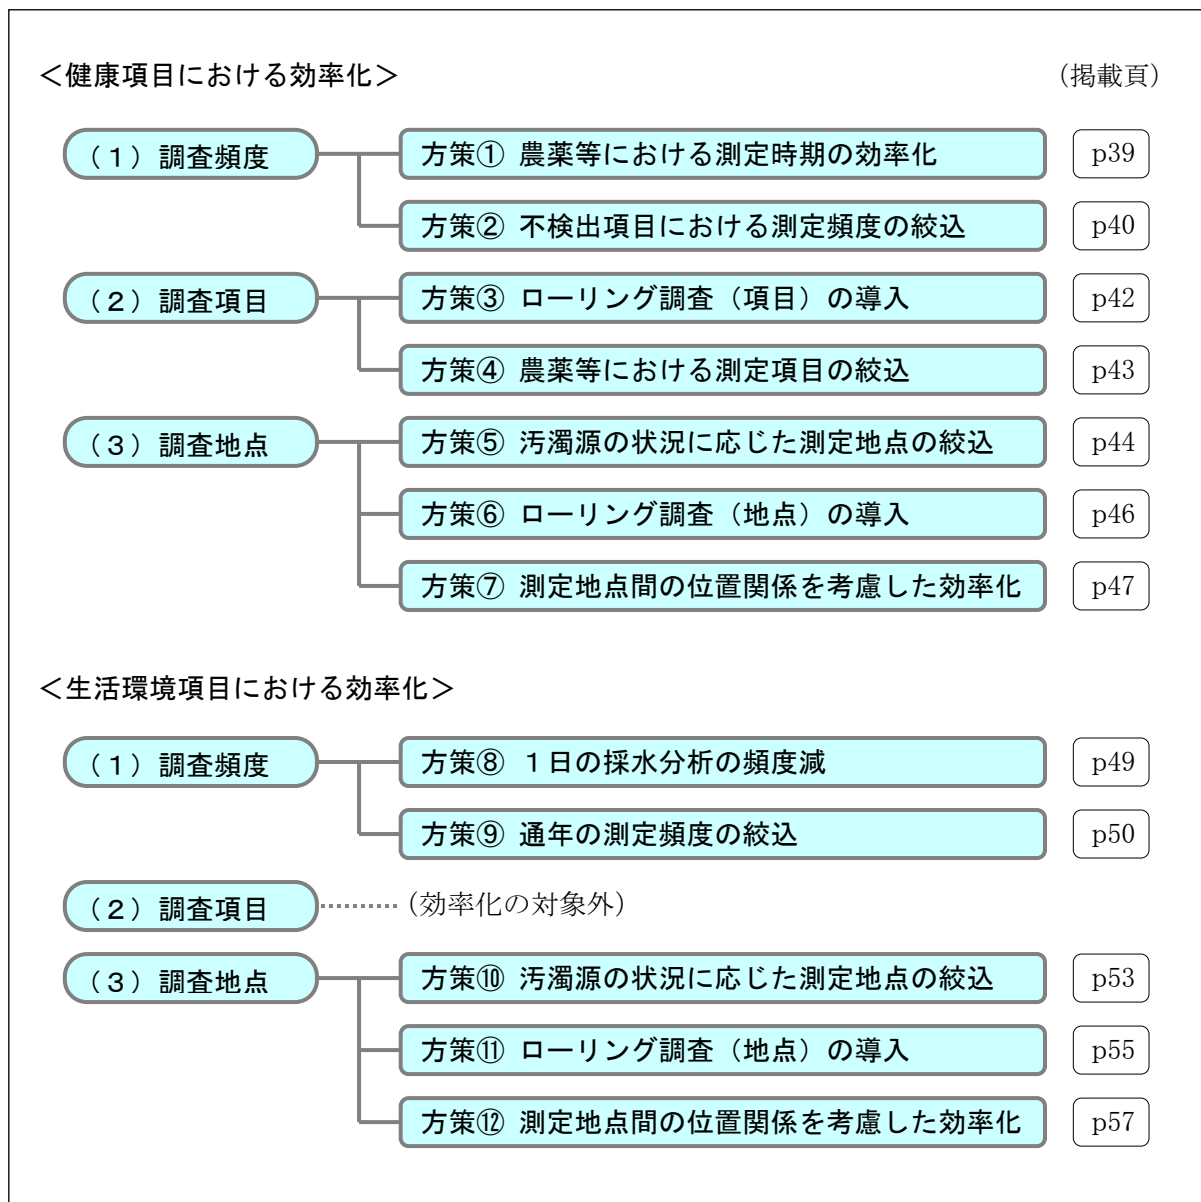 ＜健康項目における効率化＞ （掲載頁）
（１）調査頻度 方策① 農薬等における測定時期の効率化 p39
方策② 不検出項目における測定頻度の絞込 p40
（２）調査項目 方策③ ローリング調査（項目）の導入 p42
方策④ 農薬等における測定項目の絞込 p43
（３）調査地点 方策⑤ 汚濁源の状況に応じた測定地点の絞込 p44
方策⑥ ローリング調査（地点）の導入 p46
方策⑦ 測定地点間の位置関係を考慮した効率化 p47
＜生活環境項目における効率化＞
（１）調査頻度 方策⑧ １日の採水分析の頻度減 p49
方策⑨ 通年の測定頻度の絞込 p50
（２）調査項目 （効率化の対象外）
（３）調査地点 方策⑩ 汚濁源の状況に応じた測定地点の絞込 p53
方策⑪ ローリング調査（地点）の導入 p55
方策⑫ 測定地点間の位置関係を考慮した効率化 p57